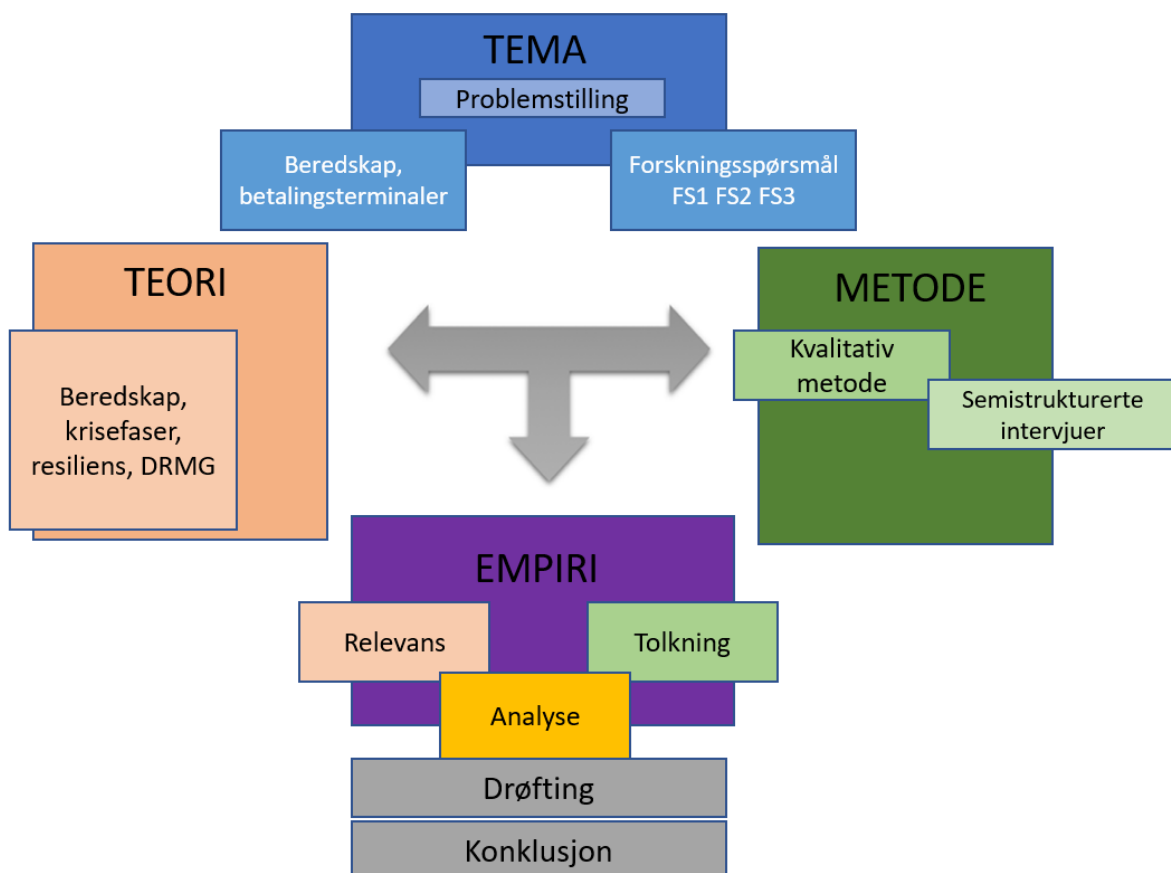 TEMA
Problemstilling
Beredskap,
betalingsterminaler
Forskningsspørsmål
FS1 FS2 FS3
TEORI
Beredskap,
krisefaser,
resiliens, DRMG
METODE
Kvalitativ
metode
Semistrukturerte
intervjuer
EMPIRI
Relevans
Tolkning
Analyse
Drøfting
Konklusjon